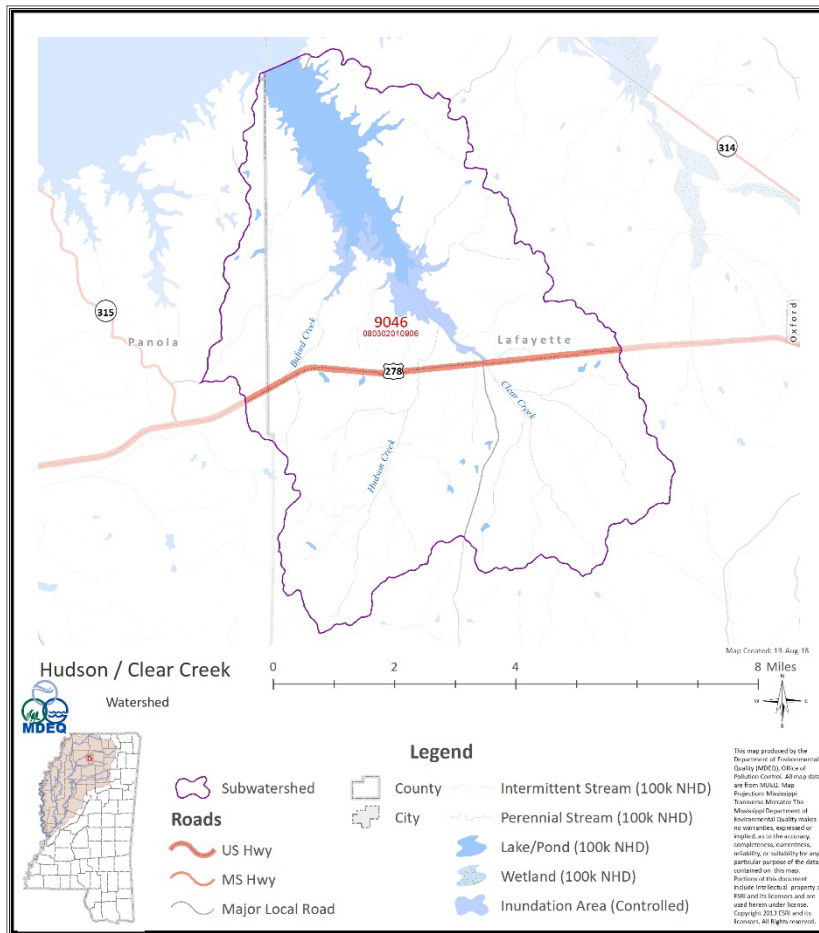 314
315
Panola
9046
080302010906
Lafayette
Oxford
Buford Creek
278
Clear Creek
Hudson Creek
Map Created: 19-Aug-18
Hudson / Clear Creek
Watershed
0 2 4 8 Miles
N
W E
S
MDEQ
Legend
Subwatershed
Roads
US Hwy
MS Hwy
Major Local Road
County
City
Intermittent Stream (100k NHD)
Perennial Stream (100k NHD)
Lake/Pond (100k NHD)
Wetland (100k NHD)
Inundation Area (Controlled)
This map produced by the
Department of Environmental
Quality (MDEQ), Office of
Pollution Control. All map data
are from MDEQ. Map
Projection: Mississippi
Transverse Mercator The
Mississippi Department of
Environmental Quality makes
no warranties, expressed or
implied, as to the accuracy,
completeness, currentness,
reliability, or suitability for any
particular purpose of the data
contained on this map.
Portions of this document
include intellectual property of
ESRI and its licensors and are
used herein under license.
Copyright 2013 ESRI and its
licensors. All Rights reserved.